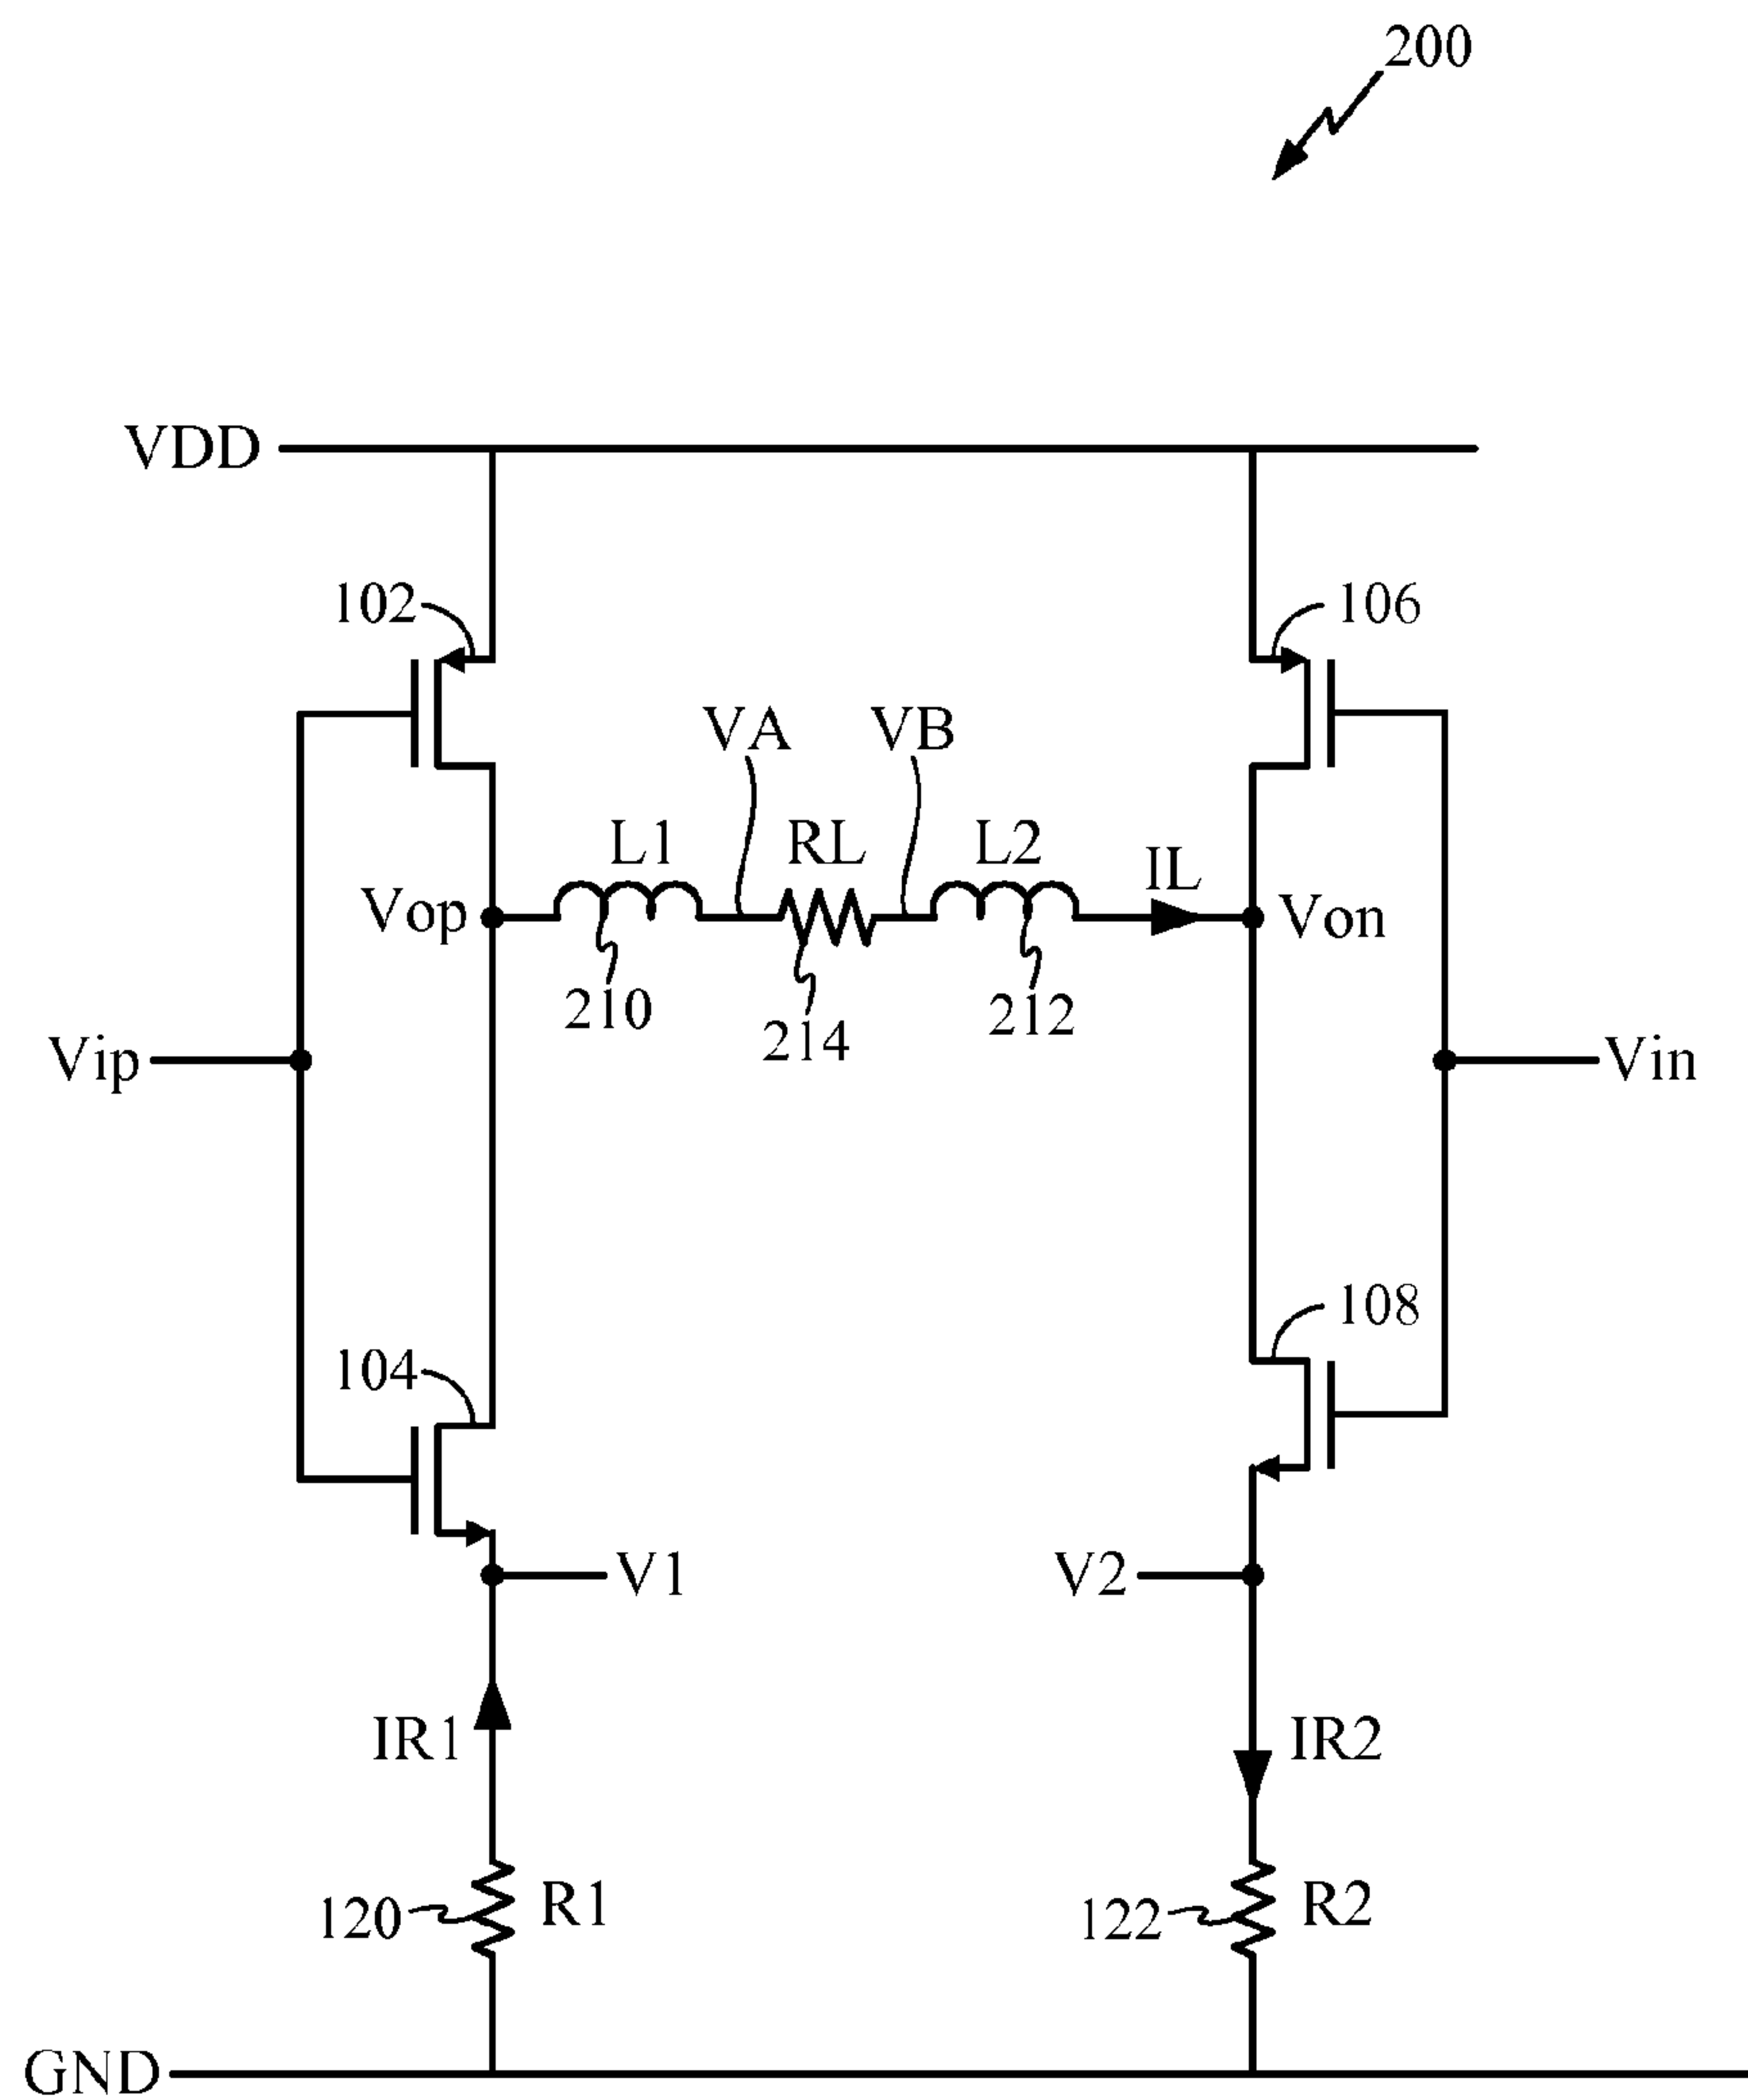 200
VDD
102
106
VA
VB
L1
RL
L2
IL
Vop
Von
210
214
212
Vip
Vin
108
104
V1
V2
IR1
IR2
120
R1
122
R2
GND